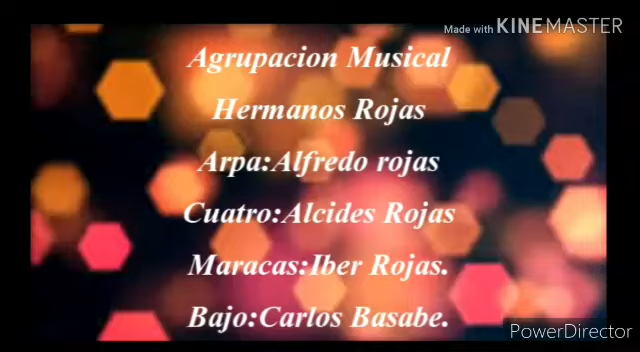 Made with KINEMASTER
Agrupacion Musical
Hermanos Rojas
Arpa:Alfredo rojas
Cuatro:Alcides Rojas
Maracas:Iber Rojas.
Bajo:Carlos Basabe.
PowerDirector